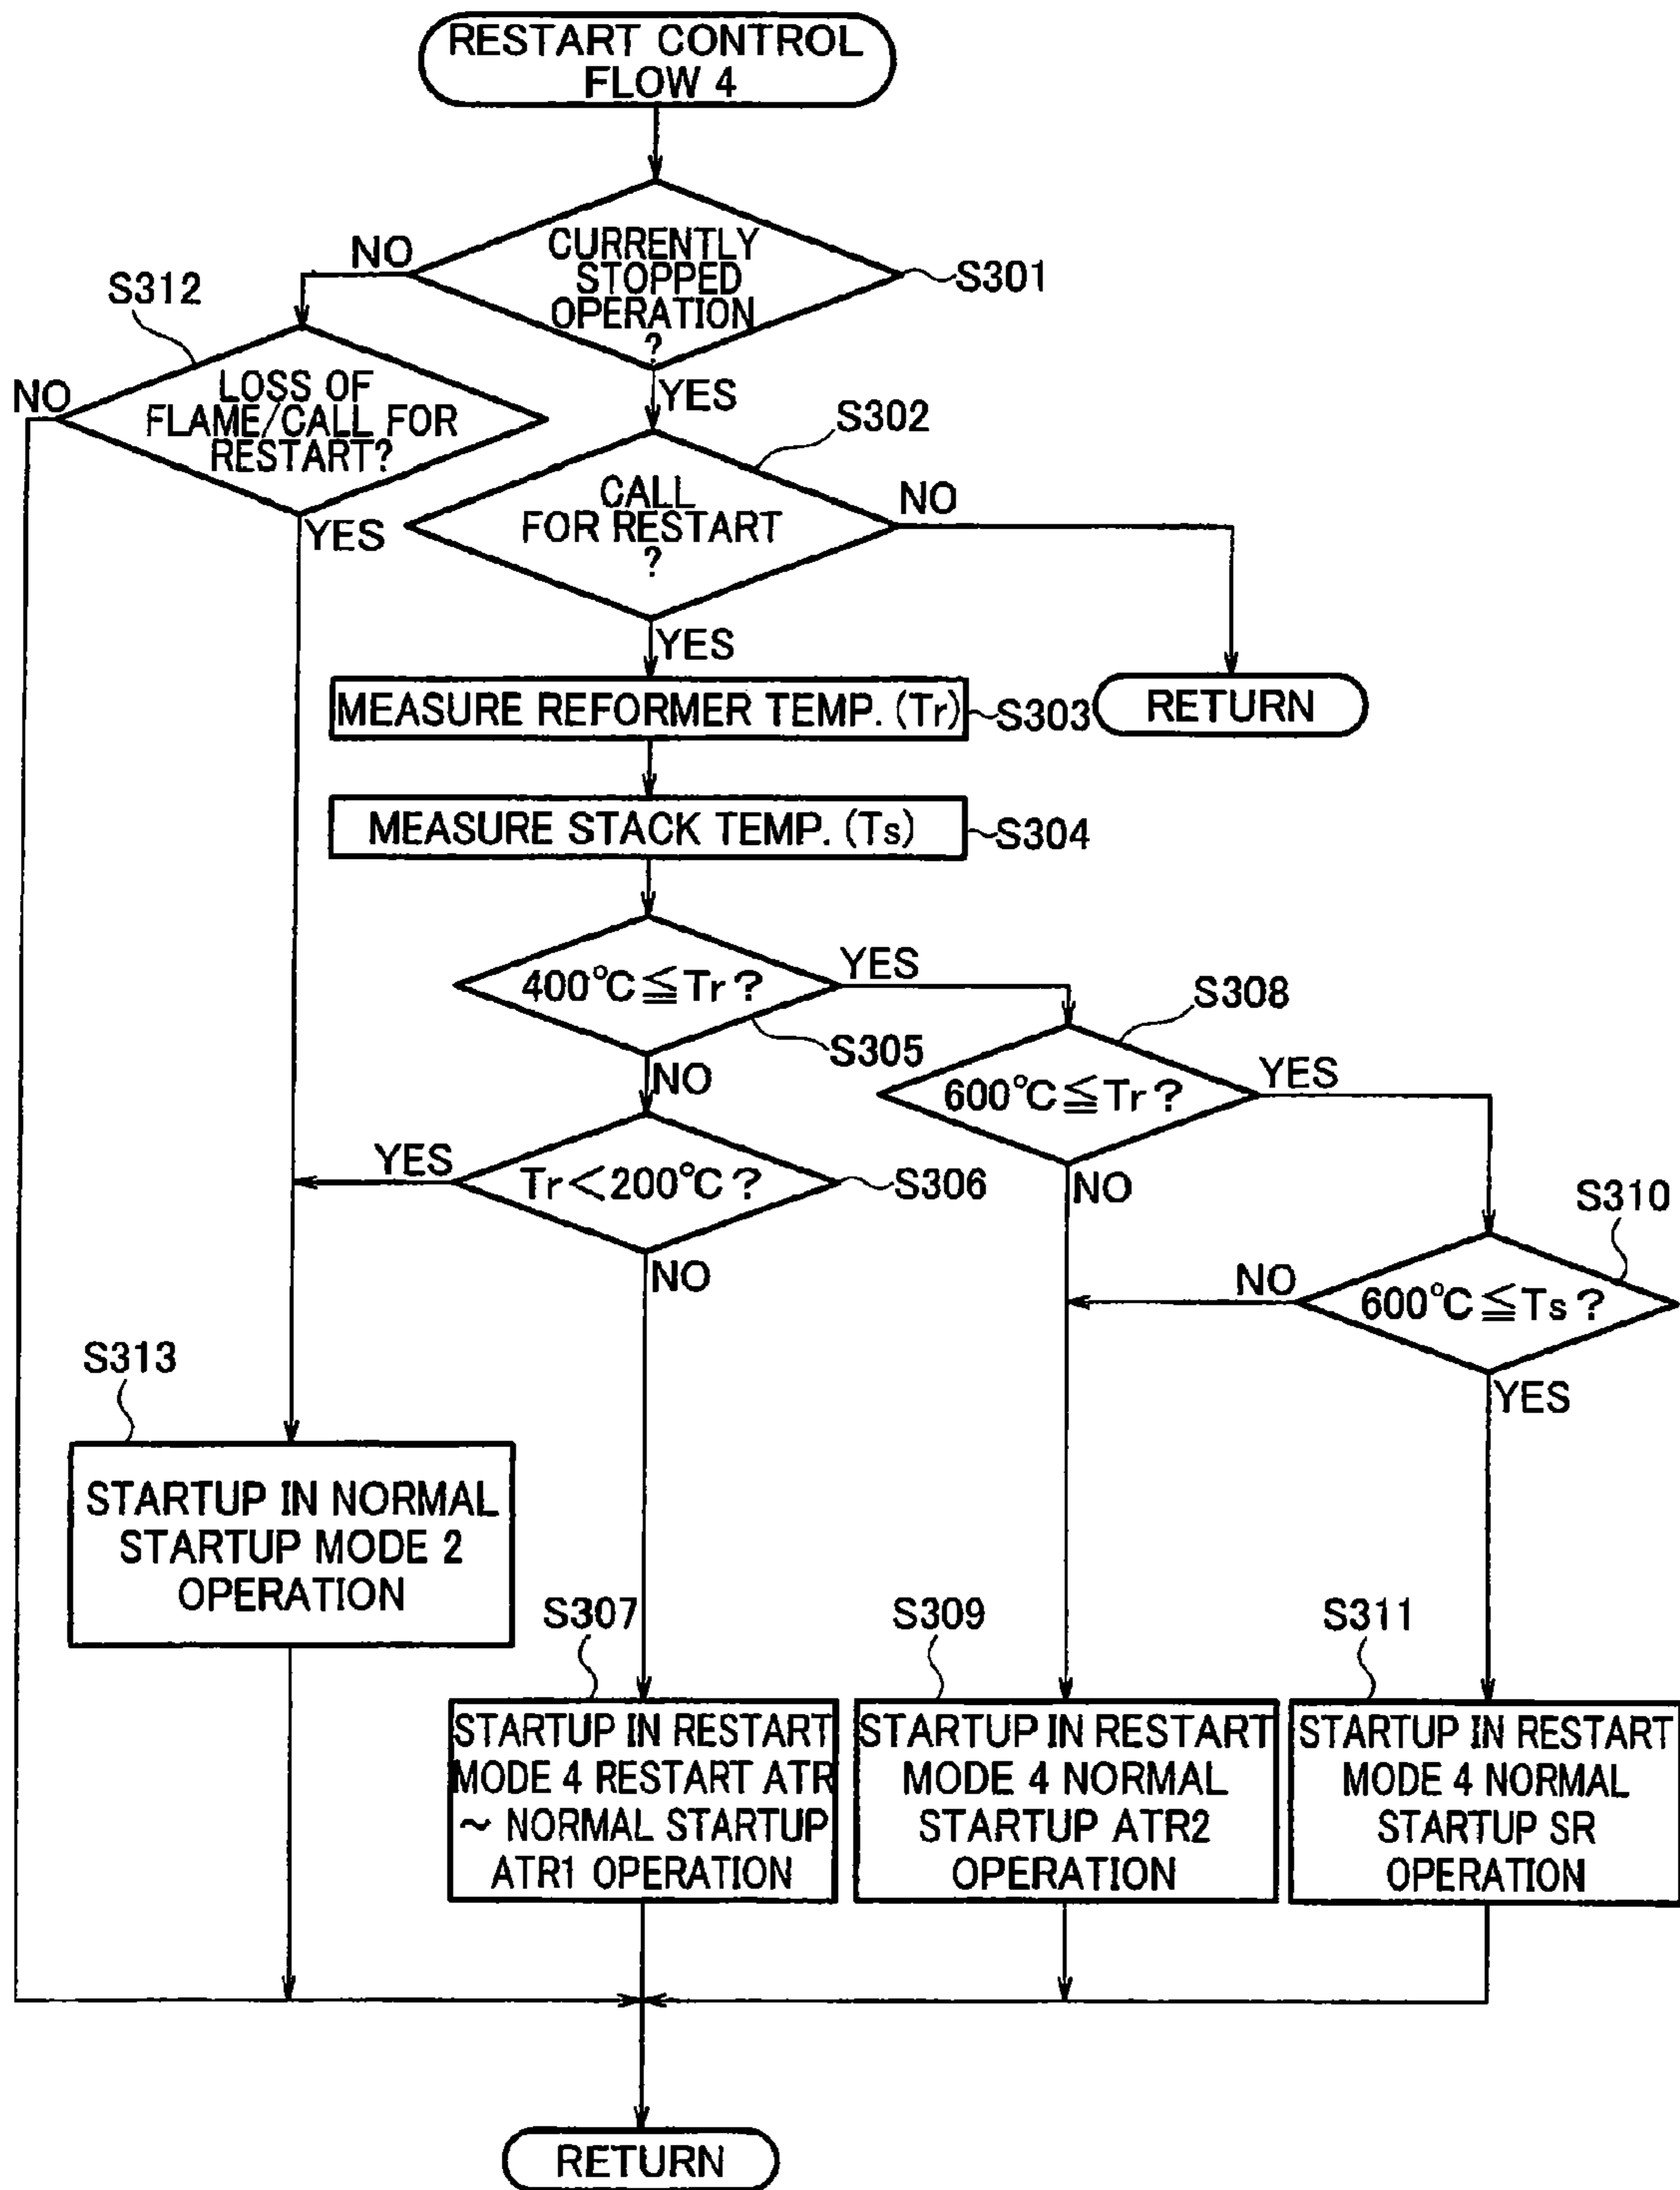 RESTART CONTROL
FLOW 4
NO
CURRENTLY
STOPPED
OPERATION
?
S301
S312
NO
LOSS OF
FLAME/CALL FOR
RESTART?
YES
YES
S302
CALL
FOR RESTART
?
NO
YES
MEASURE REFORMER TEMP. (Tr)
S303
RETURN
MEASURE STACK TEMP. (Ts)
S304
400℃≦Tr?
YES
S305
NO
S308
600℃≦Tr?
YES
NO
YES
Tr<200℃?
S306
NO
S310
NO
600℃≦Ts?
YES
S313
STARTUP IN NORMAL
STARTUP MODE 2
OPERATION
S307
STARTUP IN RESTART
MODE 4 RESTART ATR
~ NORMAL STARTUP
ATR1 OPERATION
S309
STARTUP IN RESTART
MODE 4 NORMAL
STARTUP ATR2
OPERATION
S311
STARTUP IN RESTART
MODE 4 NORMAL
STARTUP SR
OPERATION
RETURN